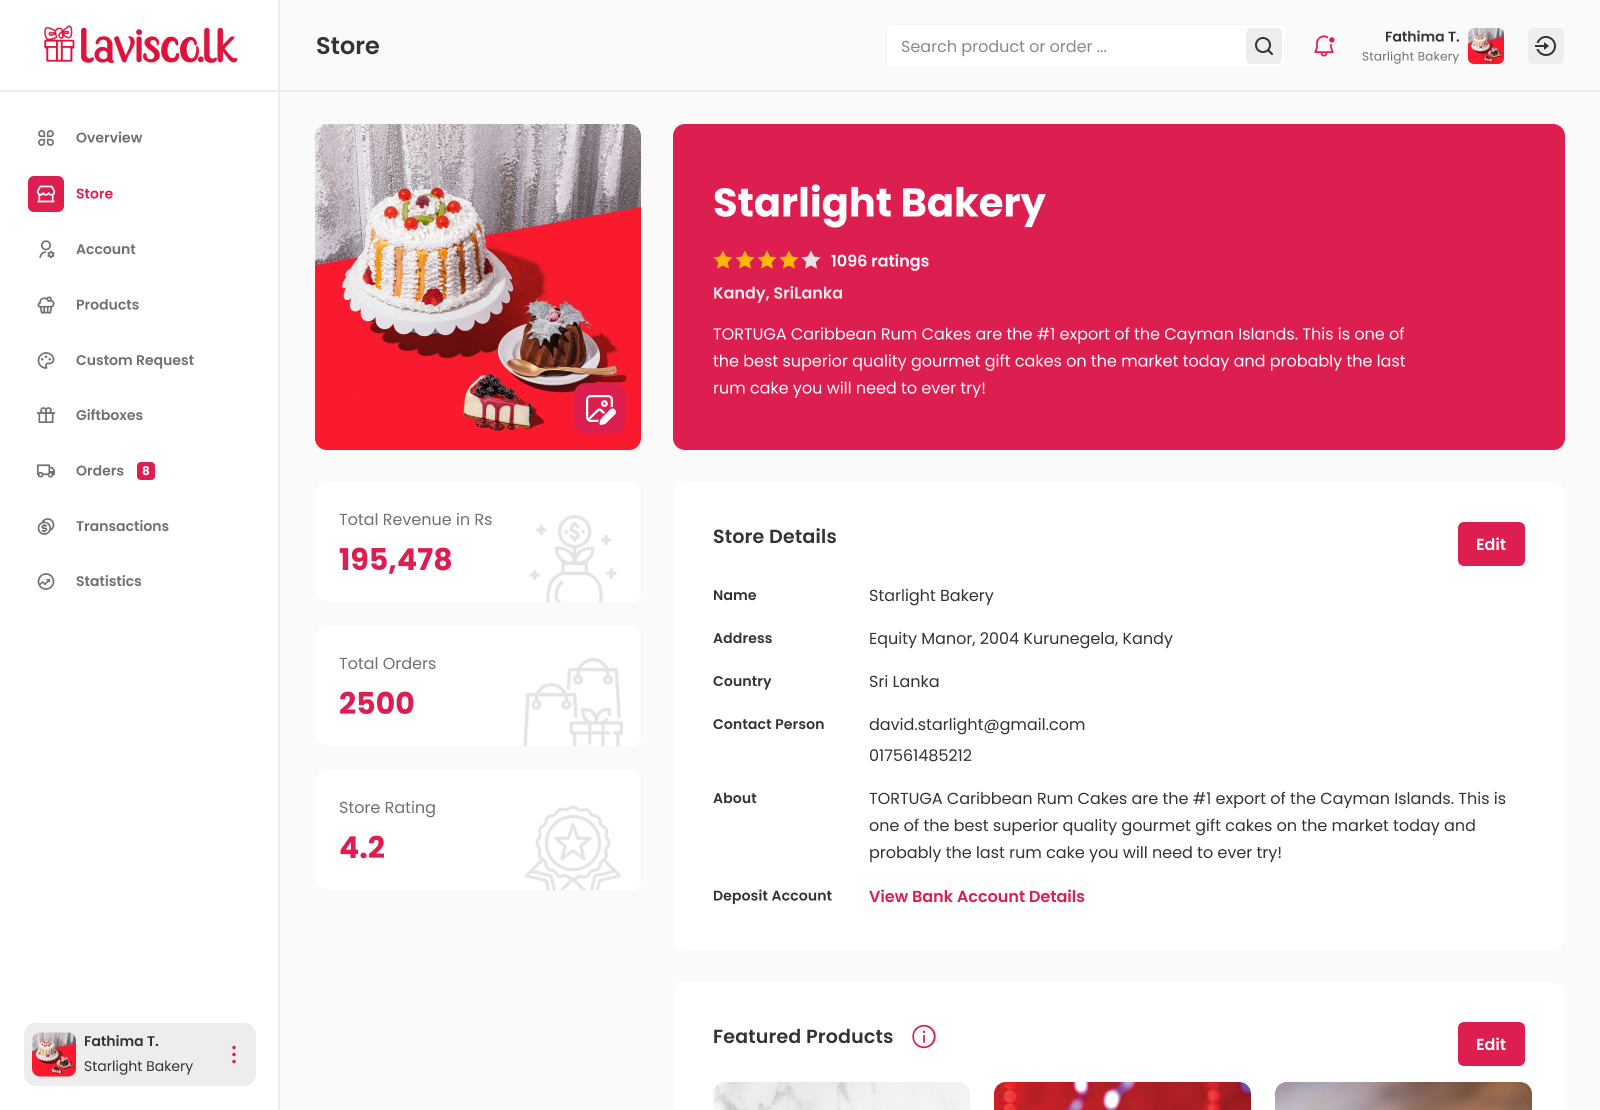 lavisco.lk
Store
Search product or order ...
Fathima T.
Starlight Bakery
Overview
Store
Account
Products
Custom Request
Giftboxes
Orders 8
Transactions
Statistics
Fathima T.
Starlight Bakery
Starlight Bakery
1096 ratings
Kandy, SriLanka
TORTUGA Caribbean Rum Cakes are the #1 export of the Cayman Islands. This is one of
the best superior quality gourmet gift cakes on the market today and probably the last
rum cake you will need to ever try!
Total Revenue in Rs
195,478
Total Orders
2500
Store Rating
4.2
Store Details
Edit
Name Starlight Bakery
Address Equity Manor, 2004 Kurunegela, Kandy
Country Sri Lanka
Contact Person david.starlight@gmail.com
017561485212
About TORTUGA Caribbean Rum Cakes are the #1 export of the Cayman Islands. This is
one of the best superior quality gourmet gift cakes on the market today and
probably the last rum cake you will need to ever try!
Deposit Account View Bank Account Details
Featured Products
Edit